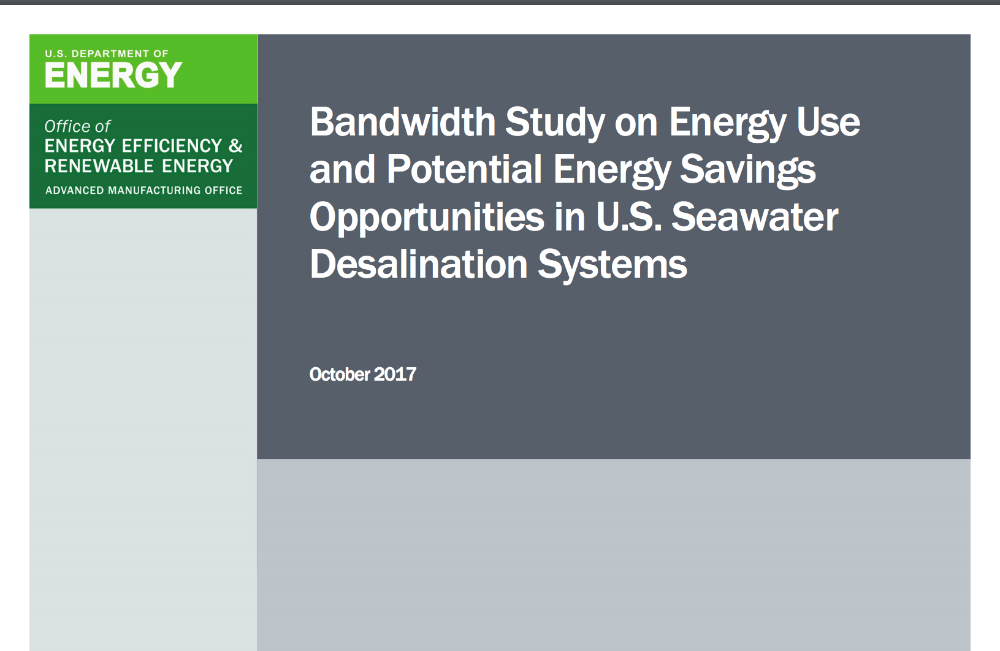 U.S. DEPARTMENT OF
ENERGY
Office of
ENERGY EFFICIENCY &
RENEWABLE ENERGY
ADVANCED MANUFACTURING OFFICE
Bandwidth Study on Energy Use
and Potential Energy Savings
Opportunities in U.S. Seawater
Desalination Systems
October 2017